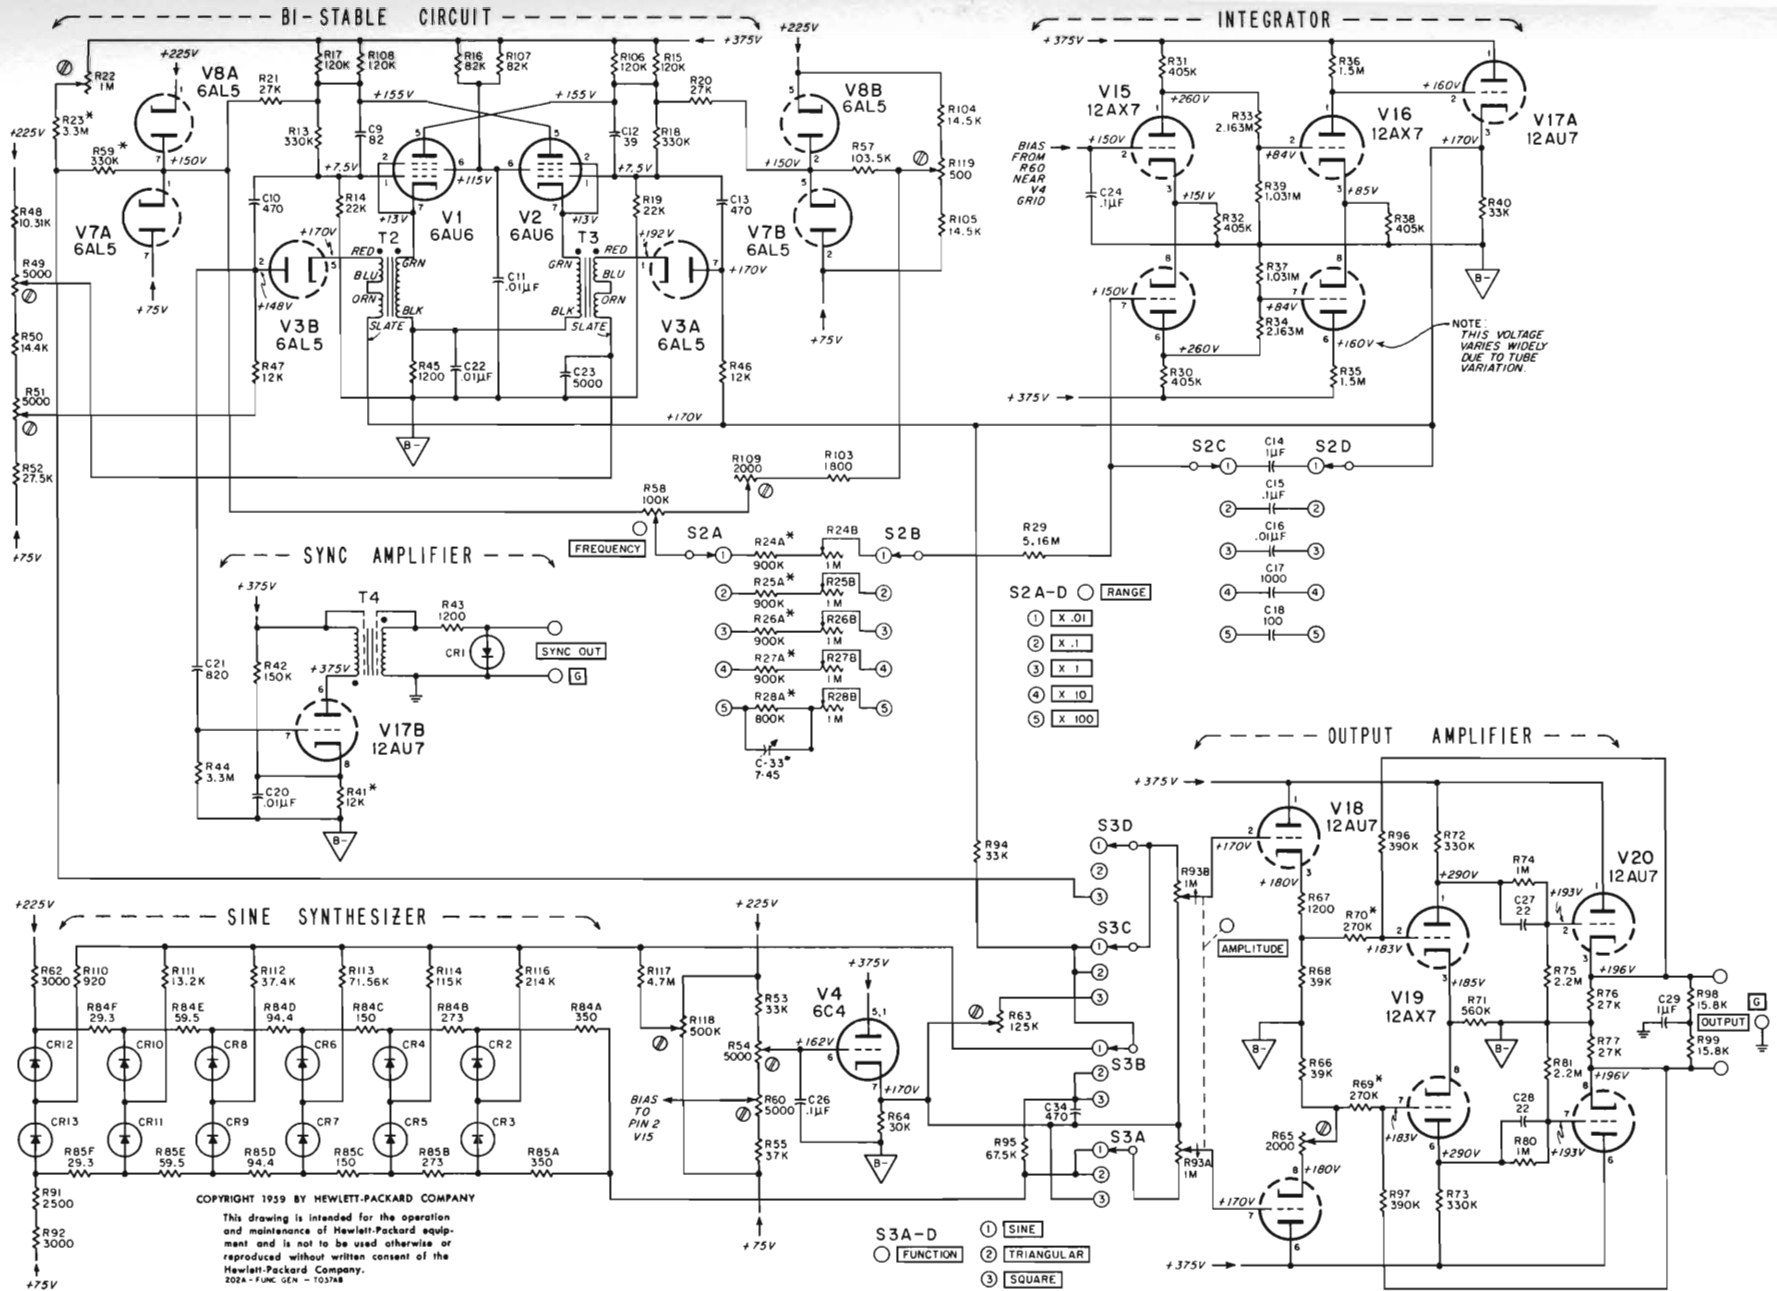 BI-STABLE CIRCUIT
INTEGRATOR
+225V
V8A
6AL5
R22
1M
R21
27K
R23*
3.3M
+225V
R59*
330K
+150V
V7A
6AL5
+75V
R48
10.31K
R49
5000
R50
14.4K
R51
5000
R52
27.5K
+75V
R17
120K
R108
120K
R16
82K
R107
82K
R106
120K
R15
120K
+375V
R20
27K
+155V
+155V
R13
330K
C9
82
C12
39
R18
330K
+7.5V
+7.5V
+115V
C10
470
R14
22K
+13V
V1
6AU6
V2
6AU6
+13V
R19
22K
C13
470
+170V
T2
T3
+192V
RED
GRN
BLU
ORN
BLK
SLATE
GRN
RED
BLU
ORN
BLK
SLATE
C11
.01µF
+170V
+148V
V3B
6AL5
V3A
6AL5
R47
12K
R45
1200
C22
.01µF
C23
5000
R46
12K
B-
+170V
+225V
V8B
6AL5
+150V
R57
103.5K
V7B
6AL5
+75V
R104
14.5K
R119
500
R105
14.5K
R109
2000
R103
1800
R58
100K
FREQUENCY
+375V
R31
405K
R36
1.5M
V15
12AX7
+260V
+160V
V17A
12AU7
R33
2.163M
V16
12AX7
BIAS
FROM
R60
NEAR
V4
GRID
+150V
+84V
+170V
C24
.1µF
+151V
R39
1.031M
+85V
R32
405K
R38
405K
R40
33K
B-
+150V
R37
1.031M
+84V
R34
2.163M
+260V
+160V
NOTE:
THIS VOLTAGE
VARIES WIDELY
DUE TO TUBE
VARIATION.
R30
405K
R35
1.5M
+375V
S2C
C14
1µF
S2D
C15
.1µF
C16
.01µF
C17
1000
C18
100
S2A
R24A*
900K
R24B
1M
S2B
R29
5.16M
R25A*
900K
R25B
1M
R26A*
900K
R26B
1M
R27A*
900K
R27B
1M
R28A*
800K
R28B
1M
C-33*
7-45
S2A-D RANGE
1 X .01
2 X .1
3 X 1
4 X 10
5 X 100
SYNC AMPLIFIER
+375V
T4
R43
1200
CR1
SYNC OUT
G
+375V
C21
820
R42
150K
V17B
12AU7
R44
3.3M
C20
.01µF
R41*
12K
B-
OUTPUT AMPLIFIER
+375V
V18
12AU7
+170V
+180V
R67
1200
R70*
270K
R96
390K
R72
330K
+290V
R74
1M
C27
22
+193V
V20
12AU7
+183V
+185V
R75
2.2M
+196V
R68
39K
V19
12AX7
R71
560K
R76
27K
C29
1µF
R98
15.8K
G
OUTPUT
B-
B-
R66
39K
R69*
270K
R81
2.2M
R77
27K
R99
15.8K
+196V
R65
2000
+183V
C28
22
+193V
+290V
R80
1M
+180V
+170V
R97
390K
R73
330K
+375V
S3D
R94
33K
R93B
1M
S3C
AMPLITUDE
S3B
S3A
C34
470
R95
67.5K
R93A
1M
SINE SYNTHESIZER
+225V
R62
3000
R110
920
R111
13.2K
R112
37.4K
R113
71.56K
R114
115K
R116
214K
R84F
29.3
R84E
59.5
R84D
94.4
R84C
150
R84B
273
R84A
350
CR12
CR10
CR8
CR6
CR4
CR2
CR13
CR11
CR9
CR7
CR5
CR3
R85F
29.3
R85E
59.5
R85D
94.4
R85C
150
R85B
273
R85A
350
R91
2500
R92
3000
+75V
R117
4.7M
R118
500K
+225V
R53
33K
R54
5000
R60
5000
R55
37K
+75V
BIAS
TO
PIN 2
V15
+375V
V4
6C4
+162V
C26
.1µF
+170V
R64
30K
B-
R63
125K
COPYRIGHT 1959 BY HEWLETT-PACKARD COMPANY
This drawing is intended for the operation
and maintenance of Hewlett-Packard equip-
ment and is not to be used otherwise or
reproduced without written consent of the
Hewlett-Packard Company.
202A - FUNC GEN - TO37AB
S3A-D
FUNCTION
1 SINE
2 TRIANGULAR
3 SQUARE